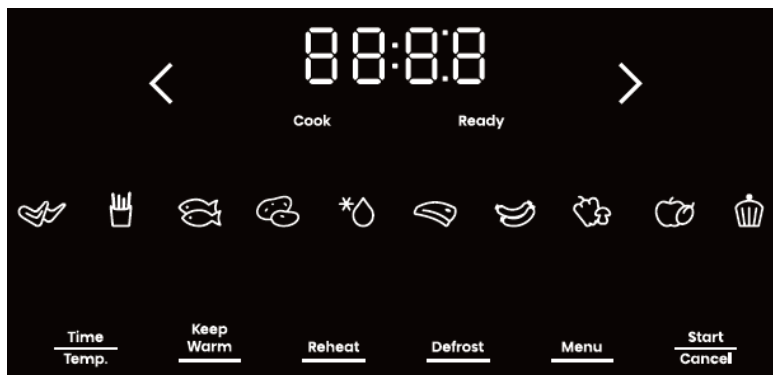 88:8:8
Cook Ready
Time
Temp.
Keep
Warm
Reheat
Defrost
Menu
Start
Cancel